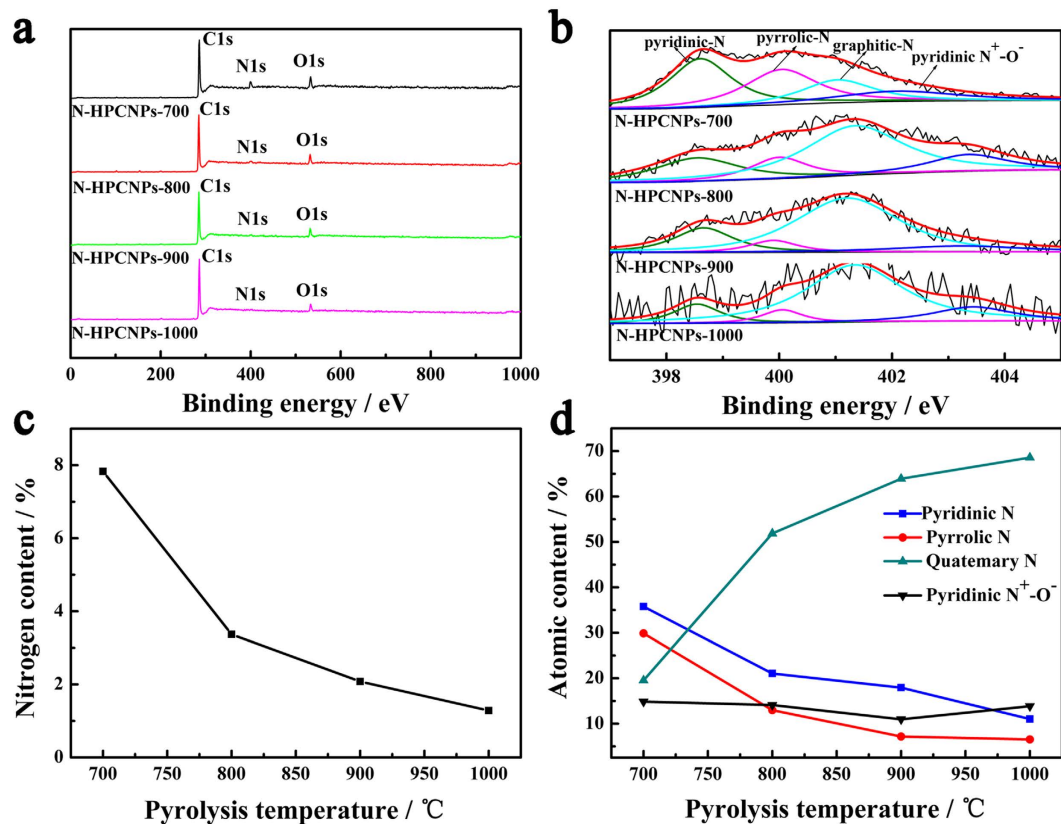 a
C1s
N1s
O1s
N-HPCNPs-700
C1s
N1s
O1s
N-HPCNPs-800
C1s
N1s
O1s
N-HPCNPs-900
C1s
N1s
O1s
N-HPCNPs-1000
0 200 400 600 800 1000
Binding energy / eV
b
pyridinic-N
pyrrolic-N
graphitic-N
pyridinic N⁺-O⁻
N-HPCNPs-700
N-HPCNPs-800
N-HPCNPs-900
N-HPCNPs-1000
398 400 402 404
Binding energy / eV
c
Nitrogen content / %
8
6
4
2
0
700 750 800 850 900 950 1000
Pyrolysis temperature / ℃
d
Atomic content / %
70
60
50
40
30
20
10
Pyridinic N
Pyrrolic N
Quatemary N
Pyridinic N⁺-O⁻
700 750 800 850 900 950 1000
Pyrolysis temperature / ℃